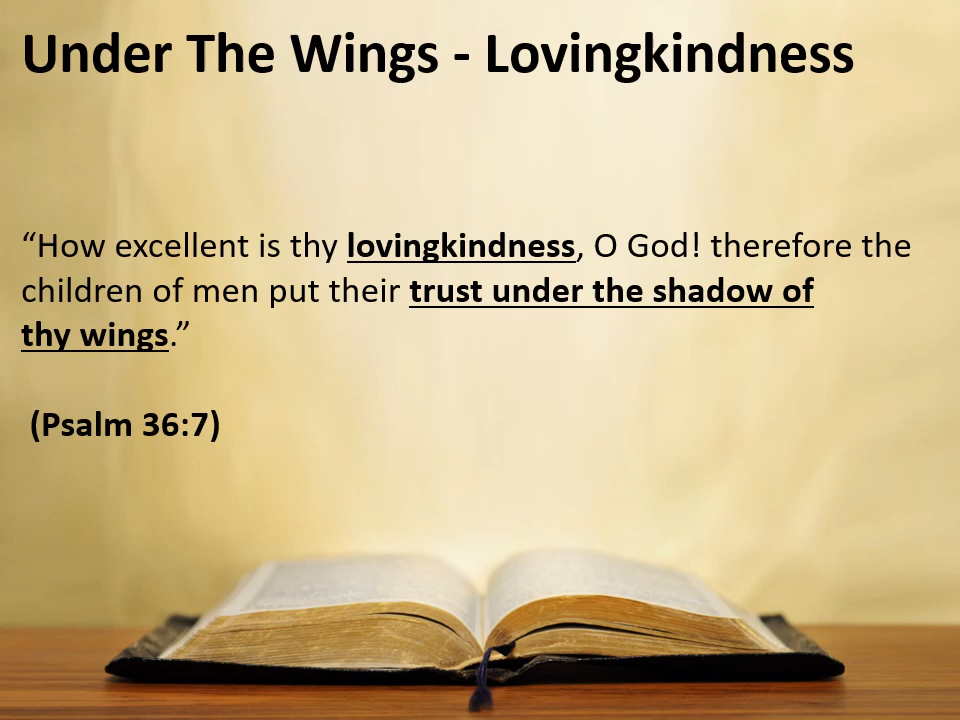 Under The Wings - Lovingkindness
“How excellent is thy lovingkindness, O God! therefore the
children of men put their trust under the shadow of
thy wings.”
(Psalm 36:7)